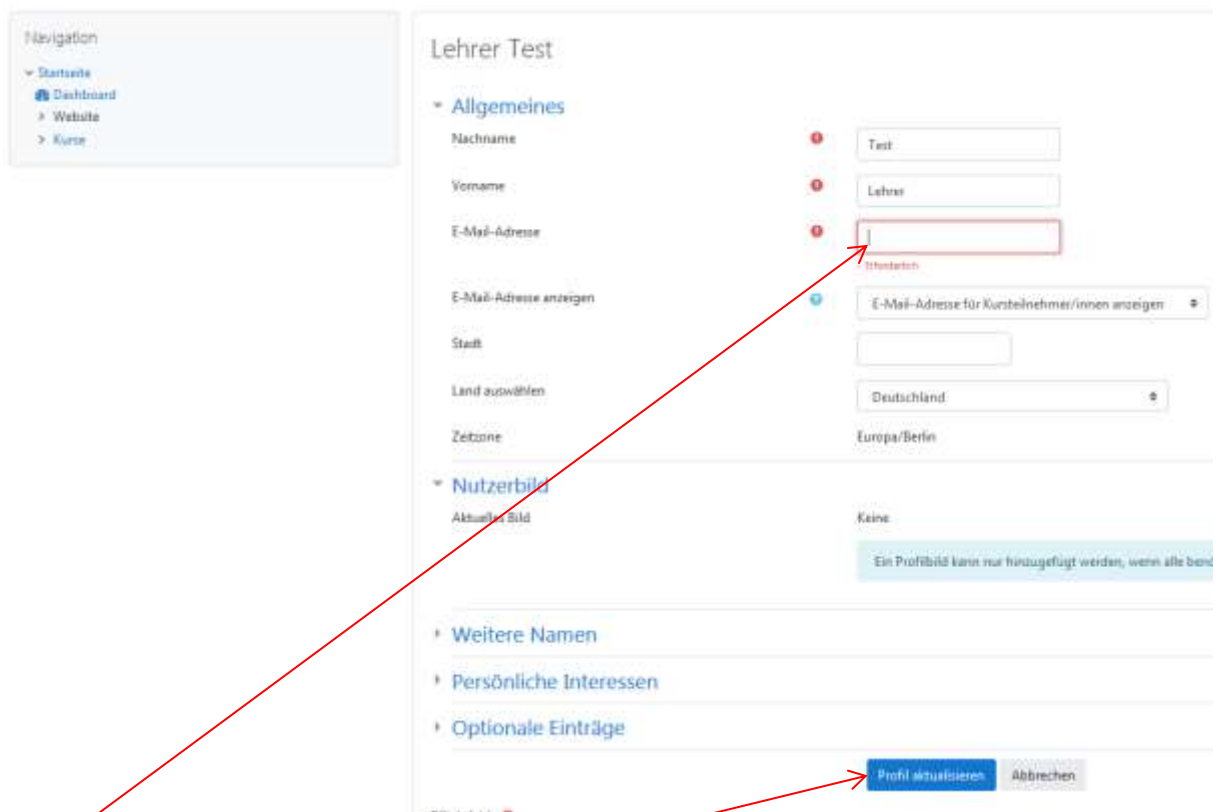 Navigation
Startseite
Dashboard
Website
Kurse
Lehrer Test
Allgemeines
Nachname
Test
Vorname
Lehrer
E-Mail-Adresse
Erforderlich
E-Mail-Adresse anzeigen
E-Mail-Adresse für Kursteilnehmer/innen anzeigen
Stadt
Land auswählen
Deutschland
Zeitzone
Europa/Berlin
Nutzerbild
Aktuelles Bild
Keine
Ein Profilbild kann nur hinzugefügt werden, wenn alle
Weitere Namen
Persönliche Interessen
Optionale Einträge
Profil aktualisieren Abbrechen